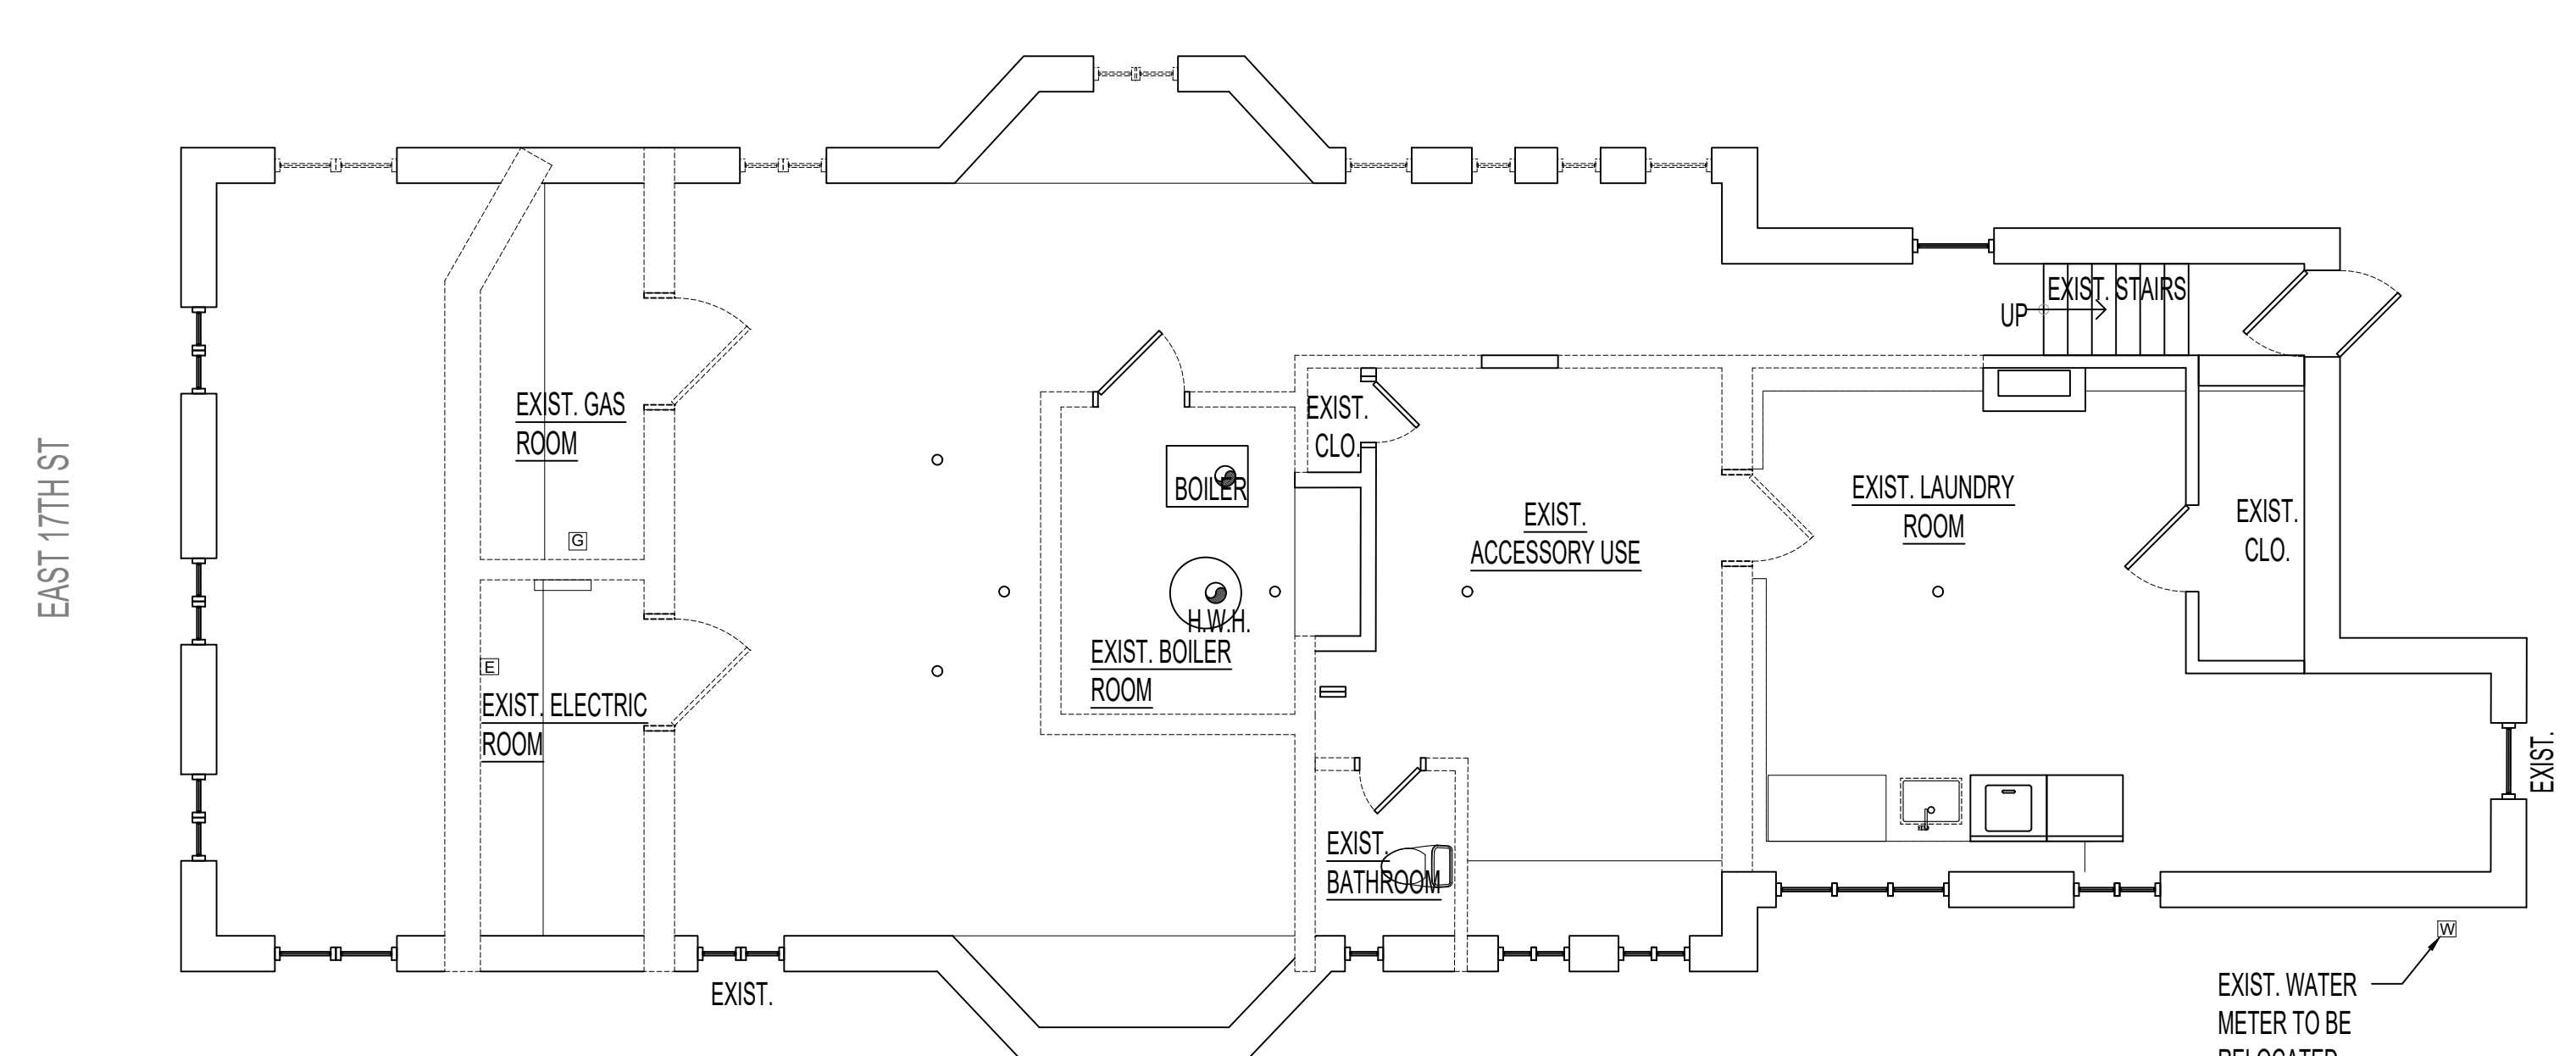 EAST 17TH ST
EXIST. STAIRS
UP
EXIST. GAS
ROOM
G
E
EXIST. ELECTRIC
ROOM
BOILER
H.W.H.
EXIST. BOILER
ROOM
EXIST.
CLO.
EXIST.
ACCESSORY USE
EXIST. LAUNDRY
ROOM
EXIST.
CLO.
EXIST.
BATHROOM
EXIST.
EXIST.
W
EXIST. WATER
METER TO BE
RELOCATED